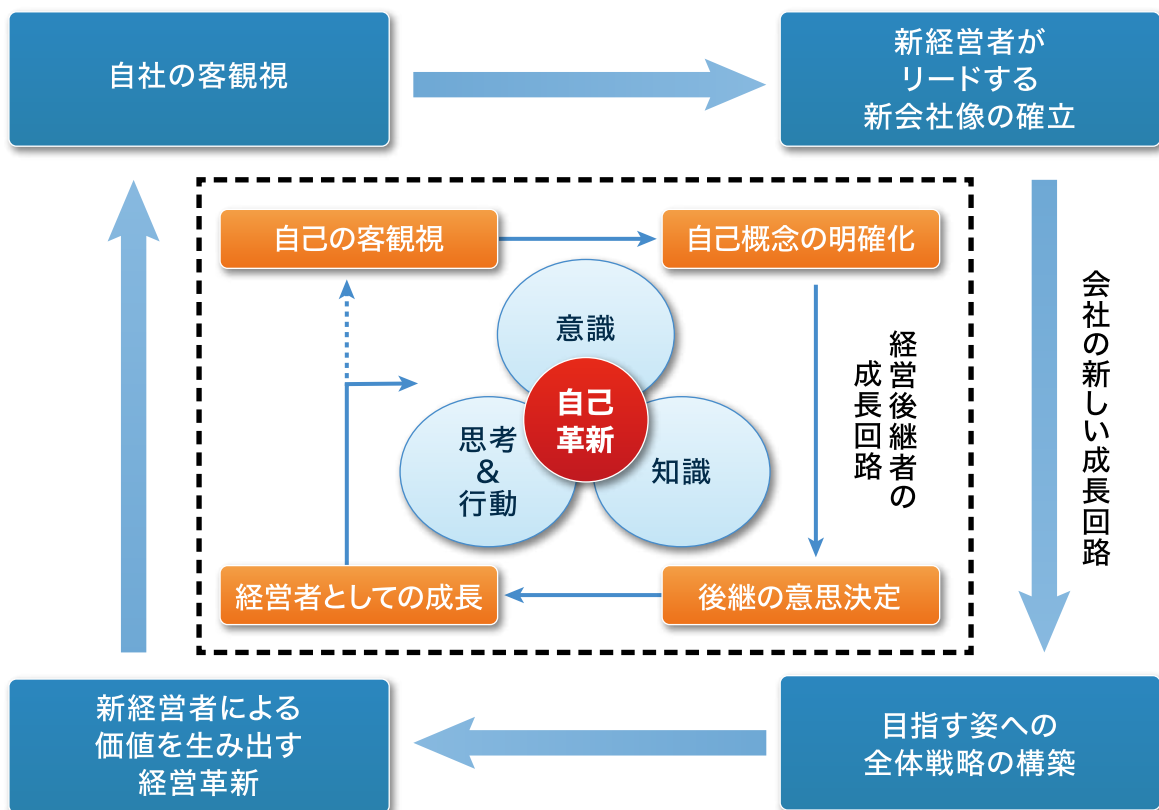 自社の客観視
新経営者が
リードする
新会社像の確立
自己の客観視
自己概念の明確化
意識
自己
革新
思考
&
行動
知識
経営後継者の
成長回路
会社の新しい成長回路
経営者としての成長
後継の意思決定
新経営者による
価値を生み出す
経営革新
目指す姿への
全体戦略の構築